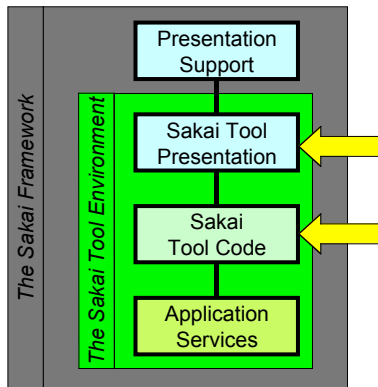 The Sakai Framework
The Sakai Tool Environment
Presentation
Support
Sakai Tool
Presentation
Sakai
Tool Code
Application
Services